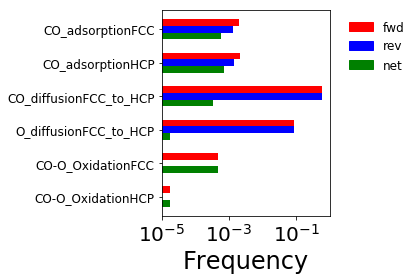 CO_adsorptionFCC
CO_adsorptionHCP
CO_diffusionFCC_to_HCP
O_diffusionFCC_to_HCP
CO-O_OxidationFCC
CO-O_OxidationHCP
10⁻⁵ 10⁻³ 10⁻¹
Frequency
fwd
rev
net